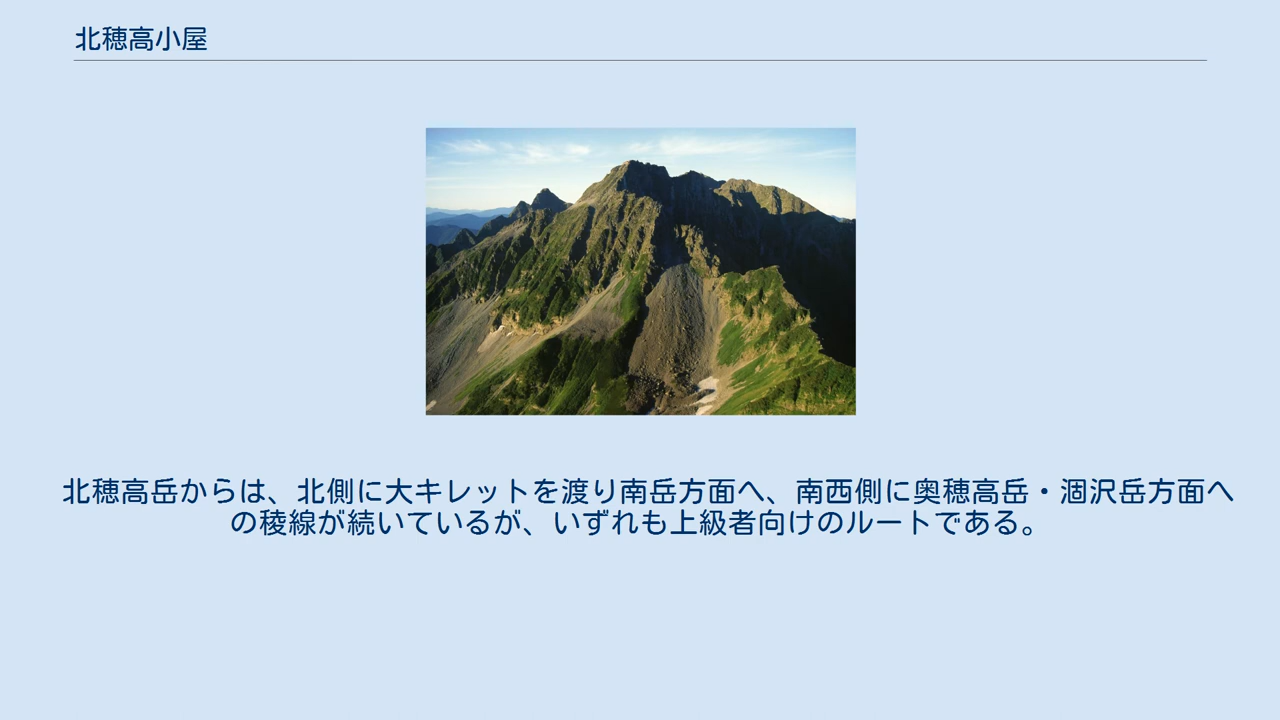 北穂高小屋
北穂高岳からは、北側に大キレットを渡り南岳方面へ、南西側に奥穂高岳・涸沢岳方面へ
の稜線が続いているが、いずれも上級者向けのルートである。